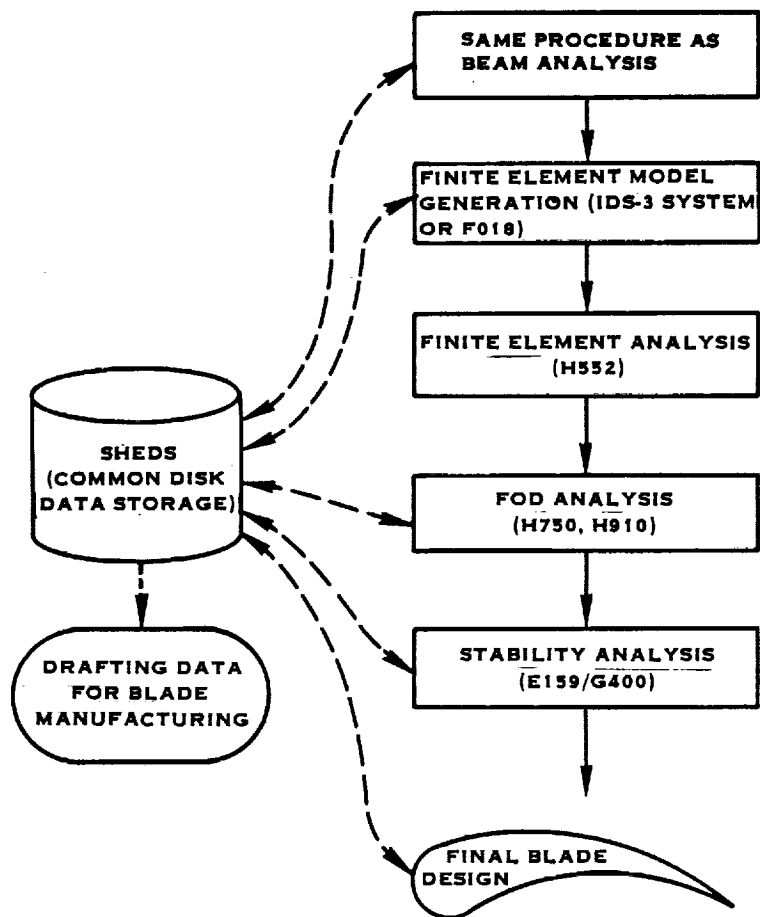 SAME PROCEDURE AS
BEAM ANALYSIS
FINITE ELEMENT MODEL
GENERATION (IDS-3 SYSTEM
OR F018)
FINITE ELEMENT ANALYSIS
(H552)
SHEDS
(COMMON DISK
DATA STORAGE)
FOD ANALYSIS
(H750, H910)
DRAFTING DATA
FOR BLADE
MANUFACTURING
STABILITY ANALYSIS
(E159/G400)
FINAL BLADE
DESIGN